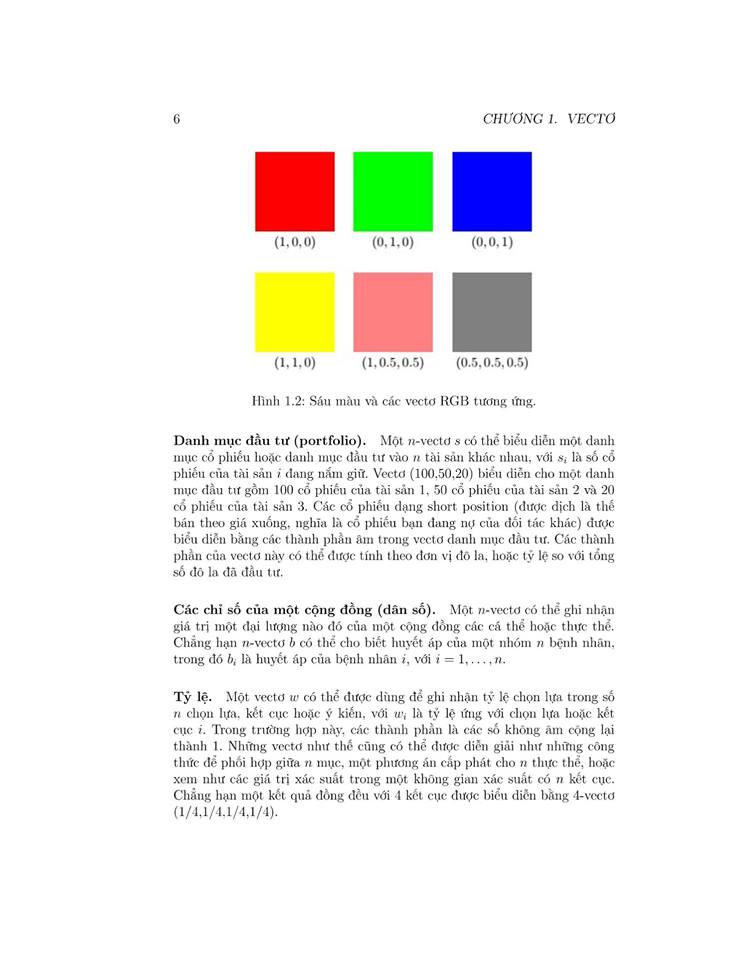 6 CHƯƠNG 1. VECTƠ
(1, 0, 0) (0, 1, 0) (0, 0, 1)
(1, 1, 0) (1, 0.5, 0.5) (0.5, 0.5, 0.5)
Hình 1.2: Sáu màu và các vectơ RGB tương ứng.
Danh mục đầu tư (portfolio). Một n-vectơ s có thể biểu diễn một danh
mục cổ phiếu hoặc danh mục đầu tư vào n tài sản khác nhau, với sᵢ là số cổ
phiếu của tài sản i đang nắm giữ. Vectơ (100,50,20) biểu diễn cho một danh
mục đầu tư gồm 100 cổ phiếu của tài sản 1, 50 cổ phiếu của tài sản 2 và 20
cổ phiếu của tài sản 3. Các cổ phiếu dạng short position (được dịch là thế
bán theo giá xuống, nghĩa là cổ phiếu bạn đang nợ của đối tác khác) được
biểu diễn bằng các thành phần âm trong vectơ danh mục đầu tư. Các thành
phần của vectơ này có thể được tính theo đơn vị đô la, hoặc tỷ lệ so với tổng
số đô la đã đầu tư.
Các chỉ số của một cộng đồng (dân số). Một n-vectơ có thể ghi nhận
giá trị một đại lượng nào đó của một cộng đồng các cá thể hoặc thực thể.
Chẳng hạn n-vectơ b có thể cho biết huyết áp của một nhóm n bệnh nhân,
trong đó bᵢ là huyết áp của bệnh nhân i, với i = 1, . . . , n.
Tỷ lệ. Một vectơ w có thể được dùng để ghi nhận tỷ lệ chọn lựa trong số
n chọn lựa, kết cục hoặc ý kiến, với wᵢ là tỷ lệ ứng với chọn lựa hoặc kết
cục i. Trong trường hợp này, các thành phần là các số không âm cộng lại
thành 1. Những vectơ như thế cũng có thể được diễn giải như những công
thức để phối hợp giữa n mục, một phương án cấp phát cho n thực thể, hoặc
xem như các giá trị xác suất trong một không gian xác suất có n kết cục.
Chẳng hạn một kết quả đồng đều với 4 kết cục được biểu diễn bằng 4-vectơ
(1/4,1/4,1/4,1/4).